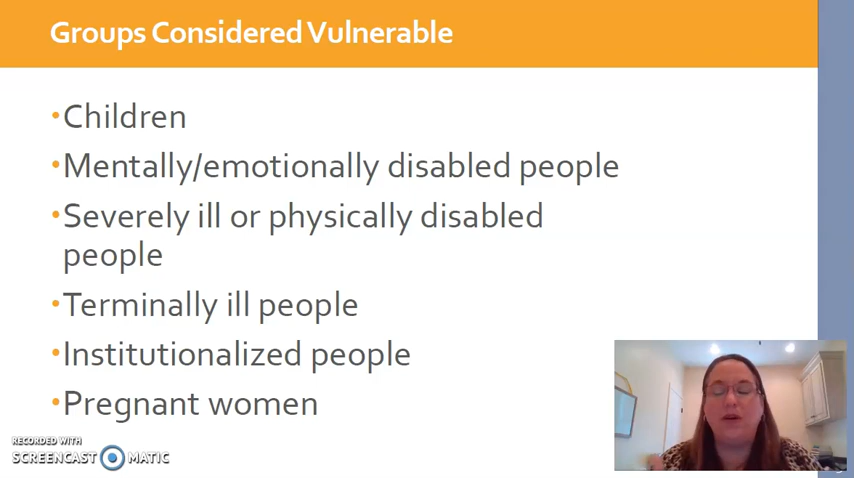 Groups Considered Vulnerable
•Children
•Mentally/emotionally disabled people
•Severely ill or physically disabled
people
•Terminally ill people
•Institutionalized people
•Pregnant women
RECORDED WITH
SCREENCAST MATIC